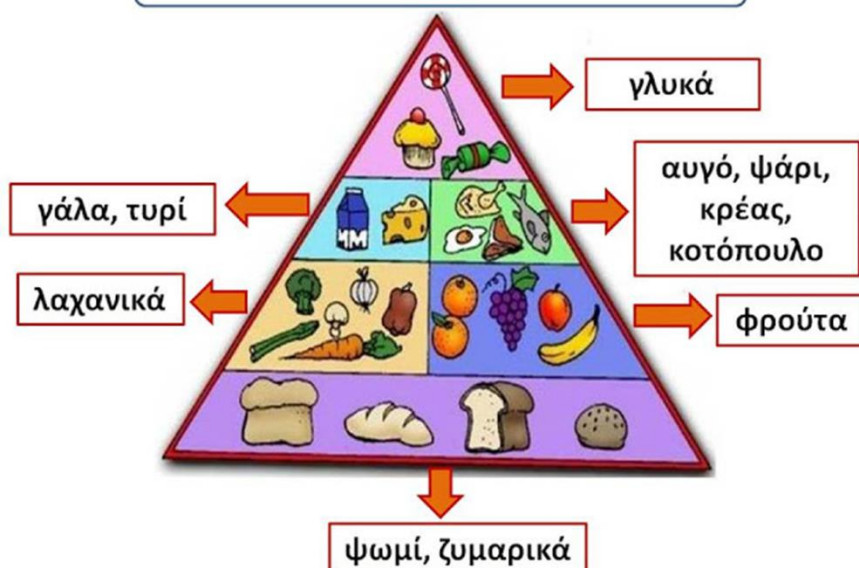 γλυκά
γάλα, τυρί
αυγό, ψάρι,
κρέας,
κοτόπουλο
λαχανικά
φρούτα
ψωμί, ζυμαρικά